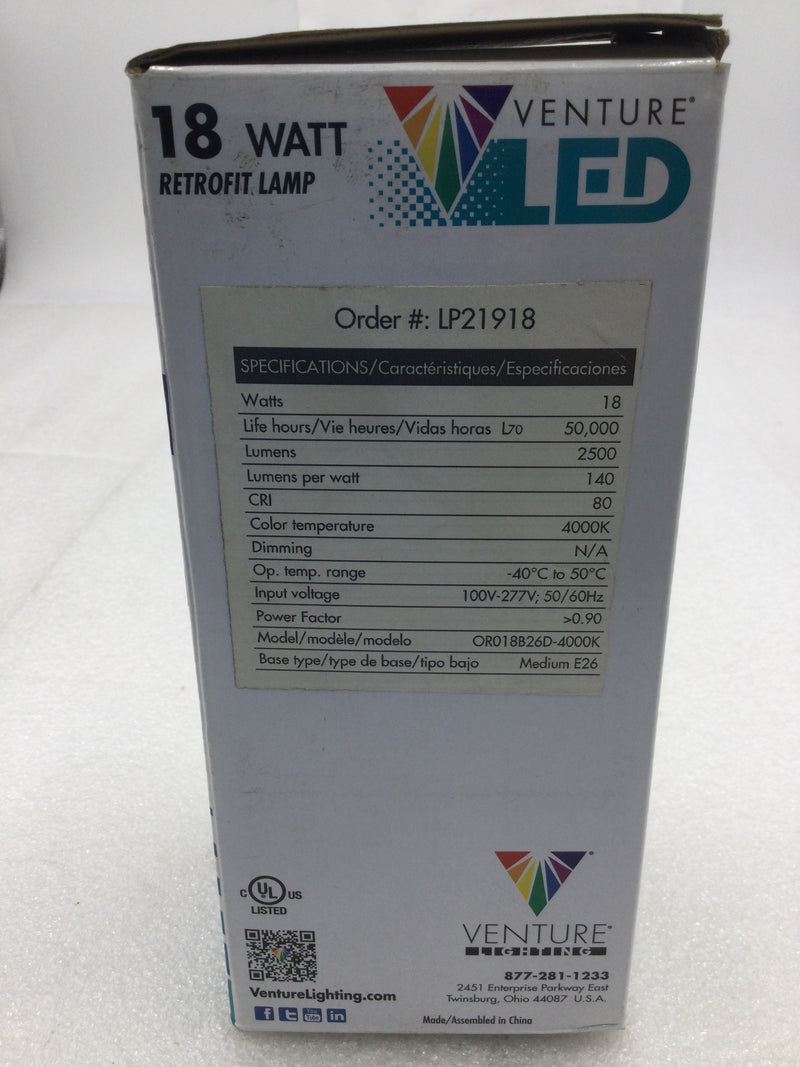 18 WATT
RETROFIT LAMP
VENTURE®
LED
Order #: LP21918
SPECIFICATIONS/Caractéristiques/Especificaciones
Watts 18
Life hours/Vie heures/Vidas horas L70 50,000
Lumens 2500
Lumens per watt 140
CRI 80
Color temperature 4000K
Dimming N/A
Op. temp. range -40°C to 50°C
Input voltage 100V-277V; 50/60Hz
Power Factor >0.90
Model/modèle/modelo OR018B26D-4000K
Base type/type de base/tipo bajo Medium E26
C UL US
LISTED
VentureLighting.com
f t You Tube in
VENTURE®
LIGHTING
877-281-1233
2451 Enterprise Parkway East
Twinsburg, Ohio 44087 U.S.A.
Made/Assembled in China